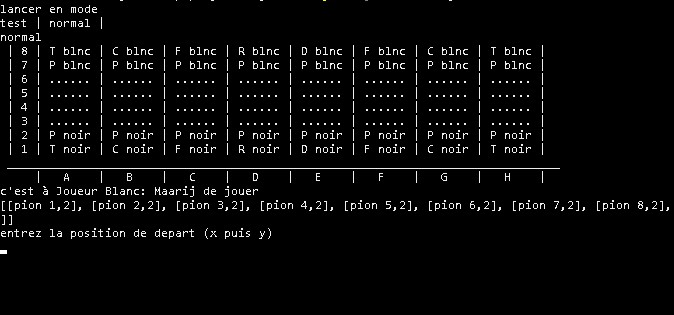 lancer en mode
test | normal |
normal
| 8 | T blnc | C blnc | F blnc | R blnc | D blnc | F blnc | C blnc | T blnc |
| 7 | P blnc | P blnc | P blnc | P blnc | P blnc | P blnc | P blnc | P blnc |
| 6 | ...... | ...... | ...... | ...... | ...... | ...... | ...... | ...... |
| 5 | ...... | ...... | ...... | ...... | ...... | ...... | ...... | ...... |
| 4 | ...... | ...... | ...... | ...... | ...... | ...... | ...... | ...... |
| 3 | ...... | ...... | ...... | ...... | ...... | ...... | ...... | ...... |
| 2 | P noir | P noir | P noir | P noir | P noir | P noir | P noir | P noir |
| 1 | T noir | C noir | F noir | R noir | D noir | F noir | C noir | T noir |
| A | B | C | D | E | F | G | H |
c'est à Joueur Blanc: Maarij de jouer
[[pion 1,2], [pion 2,2], [pion 3,2], [pion 4,2], [pion 5,2], [pion 6,2], [pion 7,2], [pion 8,2],
]]
entrez la position de depart (x puis y)